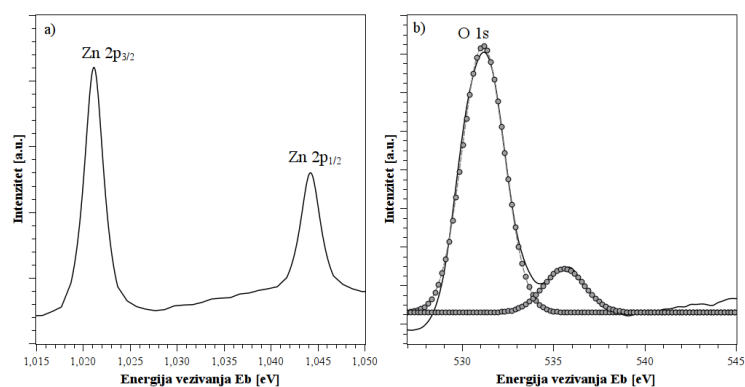 a)
Zn 2p3/2
Zn 2p1/2
Intenzitet [a.u.]
1,015 1,020 1,025 1,030 1,035 1,040 1,045 1,050
Energija vezivanja Eb [eV]
b)
O 1s
Intenzitet [a.u.]
530 535 540 545
Energija vezivanja Eb [eV]